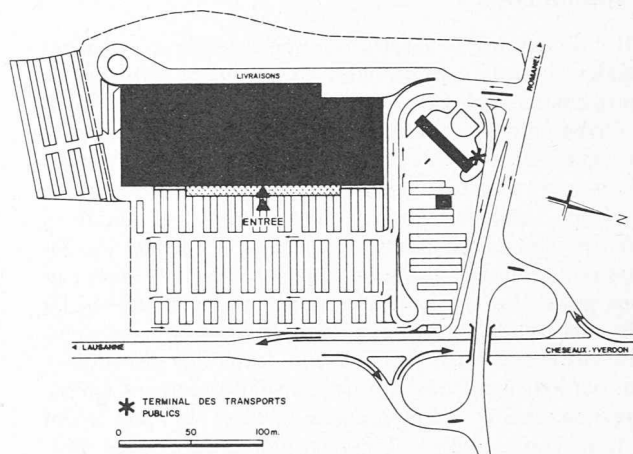 LIVRAISONS
ROMANEL
ENTREE
N
LAUSANNE
CHESEAUX-YVERDON
TERMINAL DES TRANSPORTS
PUBLICS
0 50 100m.